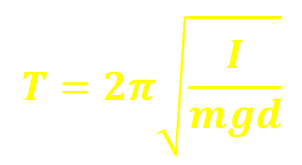 T = 2π√(I/mgd)